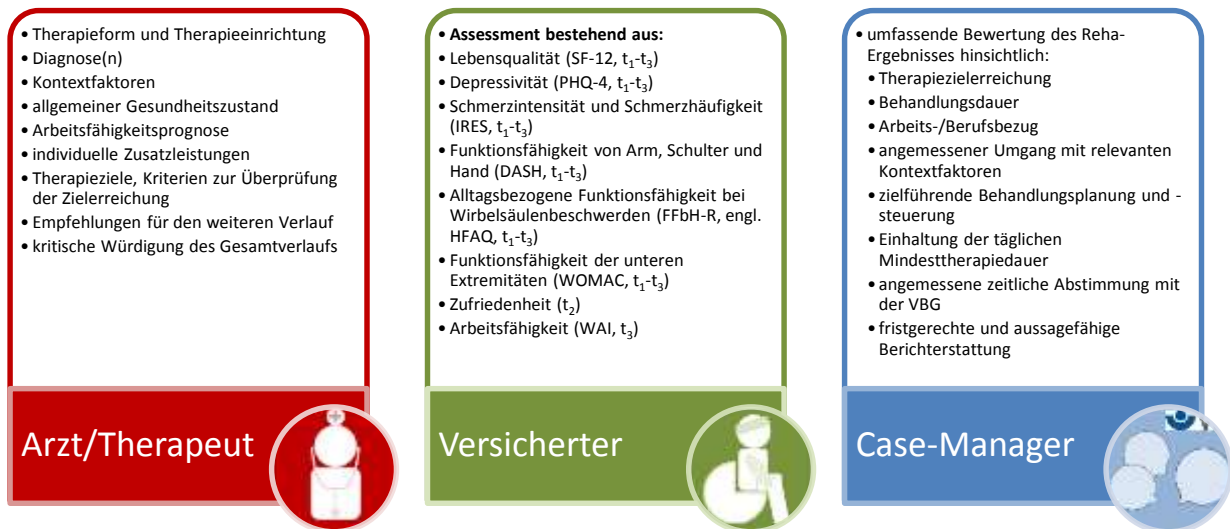 • Therapieform und Therapieeinrichtung
• Diagnose(n)
• Kontextfaktoren
• allgemeiner Gesundheitszustand
• Arbeitsfähigkeitsprognose
• individuelle Zusatzleistungen
• Therapieziele, Kriterien zur Überprüfung
der Zielerreichung
• Empfehlungen für den weiteren Verlauf
• kritische Würdigung des Gesamtverlaufs
Arzt/Therapeut
• Assessment bestehend aus:
• Lebensqualität (SF-12, t₁-t₃)
• Depressivität (PHQ-4, t₁-t₃)
• Schmerzintensität und Schmerzhäufigkeit
(IRES, t₁-t₃)
• Funktionsfähigkeit von Arm, Schulter und
Hand (DASH, t₁-t₃)
• Alltagsbezogene Funktionsfähigkeit bei
Wirbelsäulenbeschwerden (FFbH-R, engl.
HFAQ, t₁-t₃)
• Funktionsfähigkeit der unteren
Extremitäten (WOMAC, t₁-t₃)
• Zufriedenheit (t₂)
• Arbeitsfähigkeit (WAI, t₃)
Versicherter
• umfassende Bewertung des Reha-
Ergebnisses hinsichtlich:
• Therapiezielerreichung
• Behandlungsdauer
• Arbeits-/Berufsbezug
• angemessener Umgang mit relevanten
Kontextfaktoren
• zielführende Behandlungsplanung und -
steuerung
• Einhaltung der täglichen
Mindesttherapiedauer
• angemessene zeitliche Abstimmung mit
der VBG
• fristgerechte und aussagefähige
Berichterstattung
Case-Manager